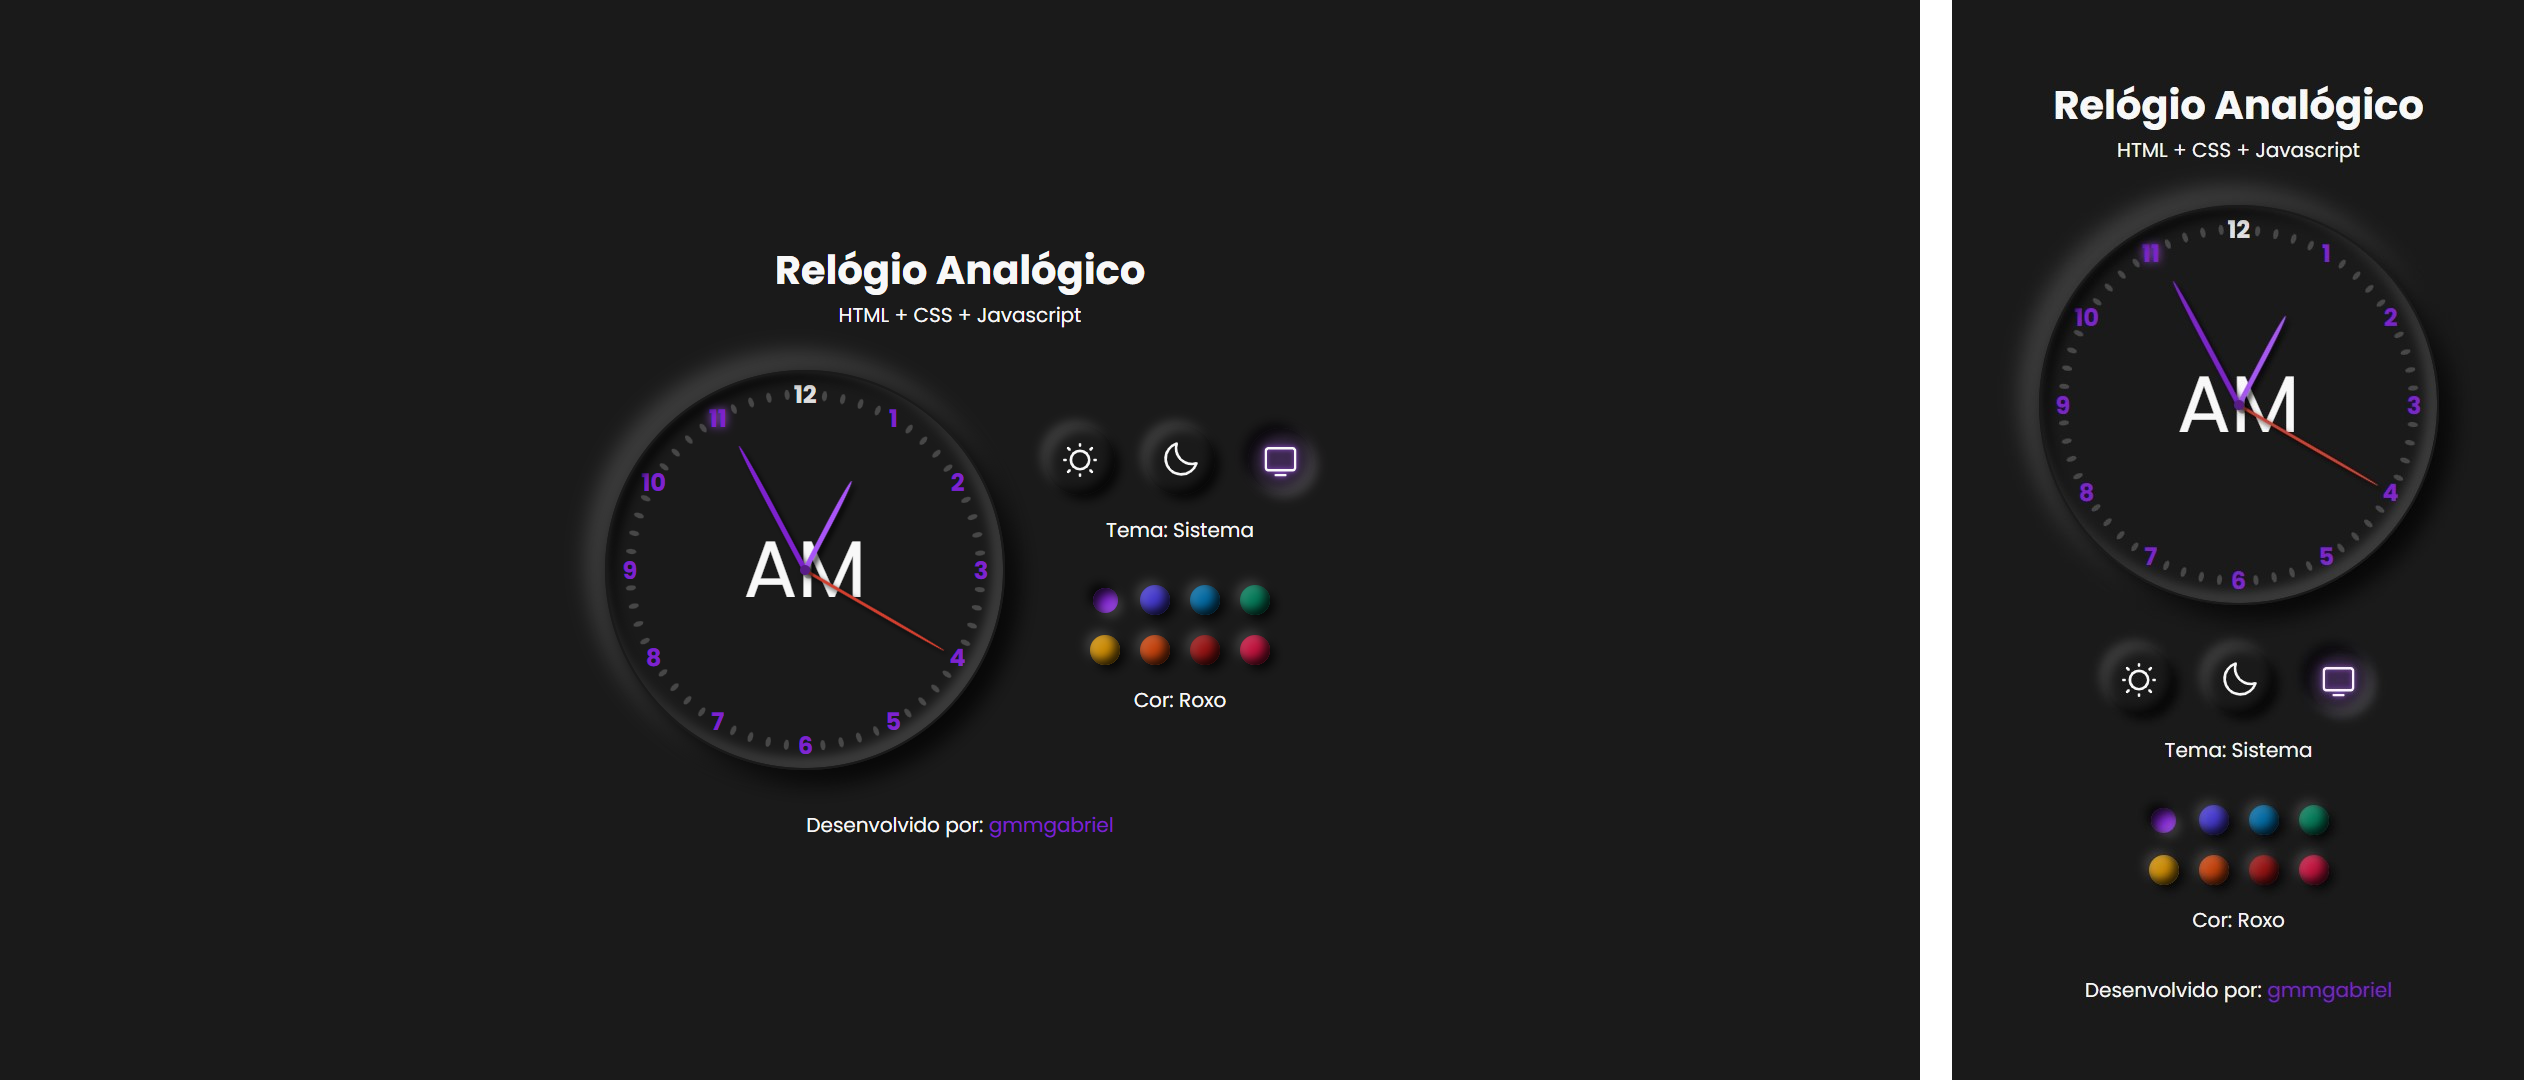 Relógio Analógico
HTML + CSS + Javascript
12
1
2
3
4
5
6
7
8
9
10
11
AM
Tema: Sistema
Cor: Roxo
Desenvolvido por: gmmgabriel
Relógio Analógico
HTML + CSS + Javascript
12
1
2
3
4
5
6
7
8
9
10
11
AM
Tema: Sistema
Cor: Roxo
Desenvolvido por: gmmgabriel